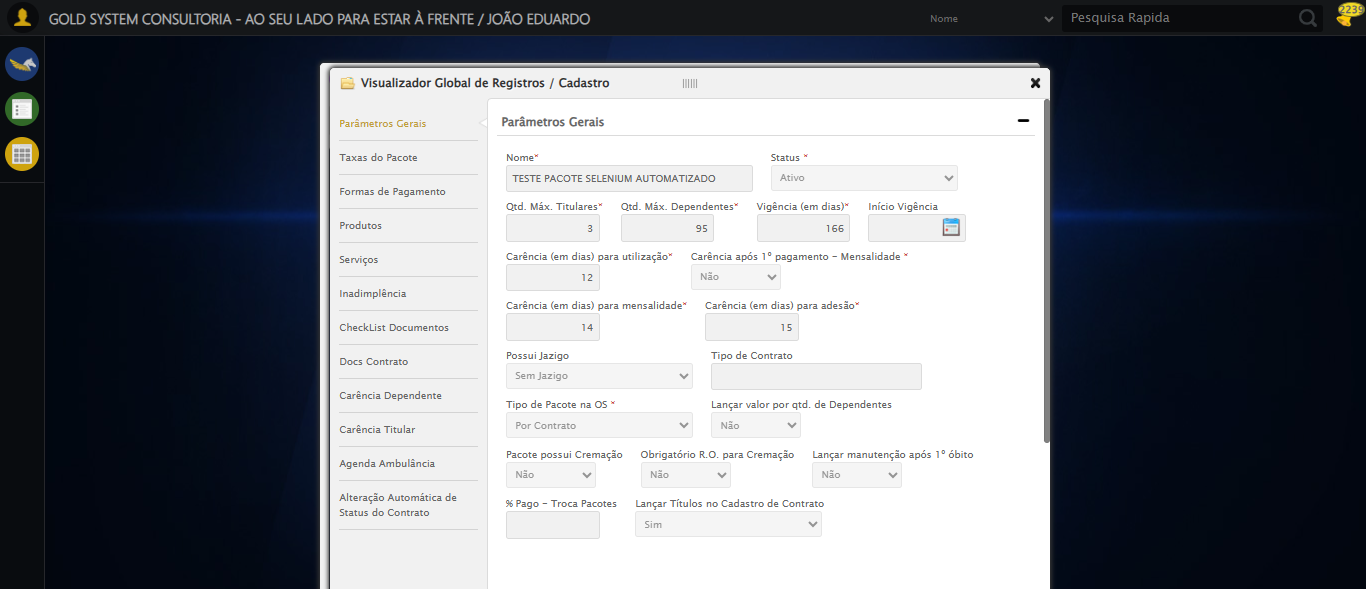 GOLD SYSTEM CONSULTORIA - AO SEU LADO PARA ESTAR À FRENTE / JOÃO EDUARDO
Nome
Pesquisa Rapida
2239
Visualizador Global de Registros / Cadastro
Parâmetros Gerais
Taxas do Pacote
Formas de Pagamento
Produtos
Serviços
Inadimplência
CheckList Documentos
Docs Contrato
Carência Dependente
Carência Titular
Agenda Ambulância
Alteração Automática de
Status do Contrato
Parâmetros Gerais
Nome* Status *
TESTE PACOTE SELENIUM AUTOMATIZADO Ativo
Qtd. Máx. Titulares* Qtd. Máx. Dependentes* Vigência (em dias)* Início Vigência
3 95 166
Carência (em dias) para utilização* Carência após 1º pagamento - Mensalidade *
12 Não
Carência (em dias) para mensalidade* Carência (em dias) para adesão*
14 15
Possui Jazigo Tipo de Contrato
Sem Jazigo
Tipo de Pacote na OS * Lançar valor por qtd. de Dependentes
Por Contrato Não
Pacote possui Cremação Obrigatório R.O. para Cremação Lançar manutenção após 1º óbito
Não Não Não
% Pago - Troca Pacotes Lançar Títulos no Cadastro de Contrato
Sim